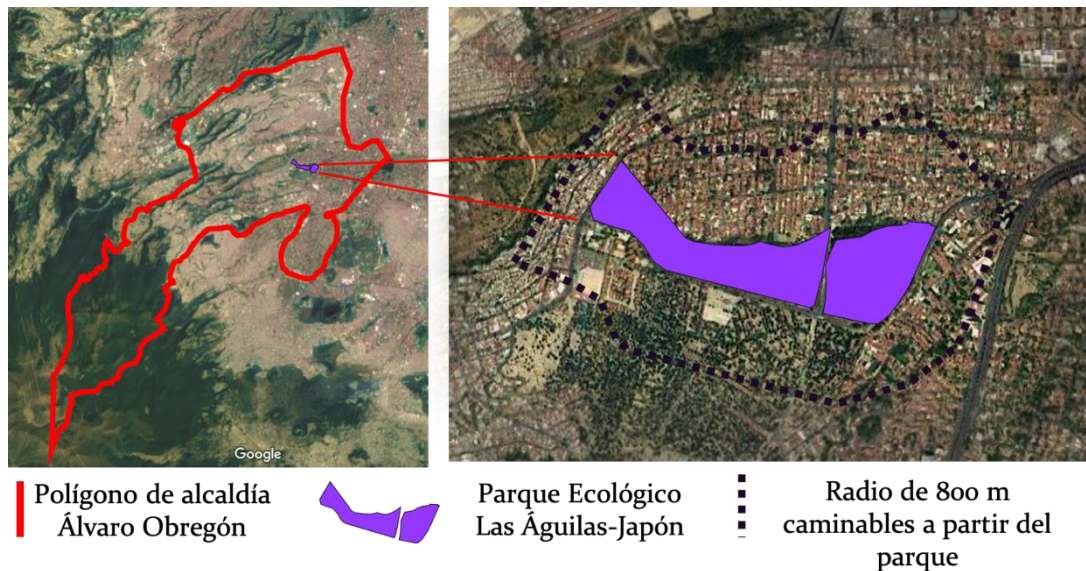 Google
Polígono de alcaldía
Álvaro Obregón
Parque Ecológico
Las Águilas-Japón
Radio de 800 m
caminables a partir del
parque